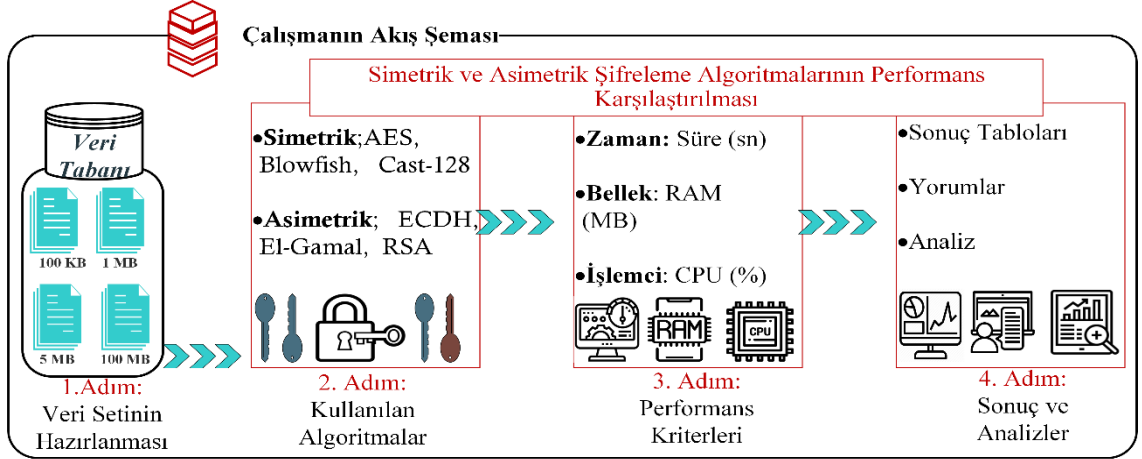 Çalışmanın Akış Şeması
Simetrik ve Asimetrik Şifreleme Algoritmalarının Performans
Karşılaştırılması
Veri
Tabanı
100 KB
1 MB
5 MB
100 MB
1.Adım:
Veri Setinin
Hazırlanması
•Simetrik;AES,
Blowfish, Cast-128
•Asimetrik; ECDH,
El-Gamal, RSA
2. Adım:
Kullanılan
Algoritmalar
•Zaman: Süre (sn)
•Bellek: RAM
(MB)
•İşlemci: CPU (%)
RAM
CPU
3. Adım:
Performans
Kriterleri
•Sonuç Tabloları
•Yorumlar
•Analiz
4. Adım:
Sonuç ve
Analizler